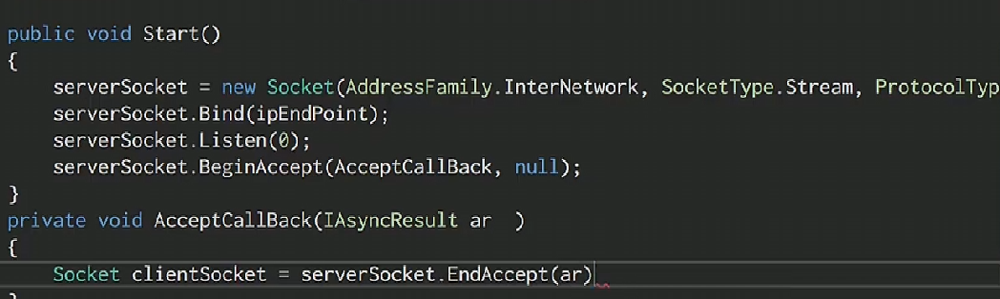 public void Start()
{
    serverSocket = new Socket(AddressFamily.InterNetwork, SocketType.Stream, ProtocolTyp
    serverSocket.Bind(ipEndPoint);
    serverSocket.Listen(0);
    serverSocket.BeginAccept(AcceptCallBack, null);
}
private void AcceptCallBack(IAsyncResult ar  )
{
    Socket clientSocket = serverSocket.EndAccept(ar)
}